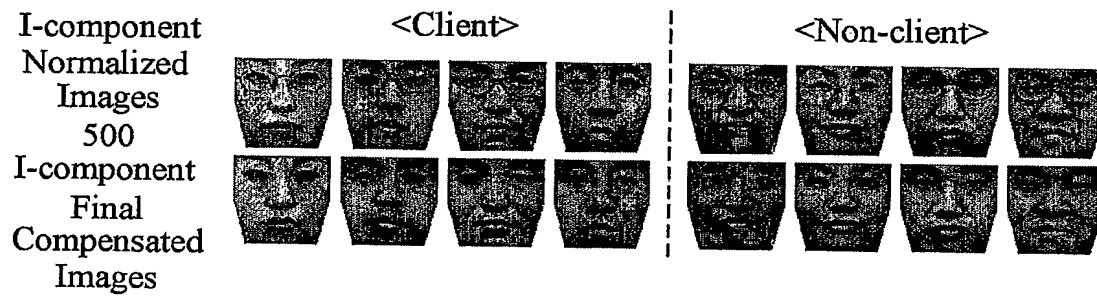 I-component
Normalized
Images
500
I-component
Final
Compensated
Images
<Client>
<Non-client>